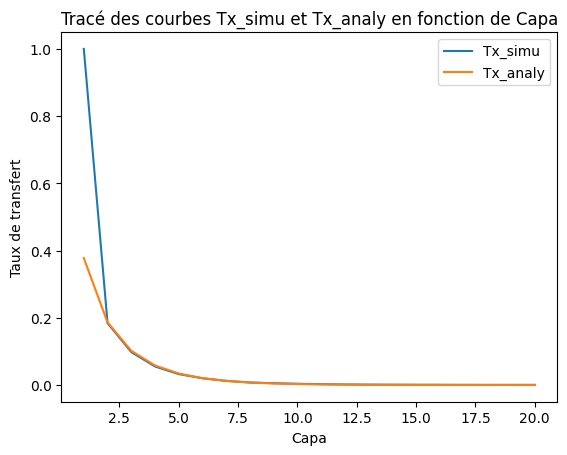 Tracé des courbes Tx_simu et Tx_analy en fonction de Capa
Tx_simu
Tx_analy
1.0
0.8
0.6
0.4
0.2
0.0
Taux de transfert
2.5 5.0 7.5 10.0 12.5 15.0 17.5 20.0
Capa